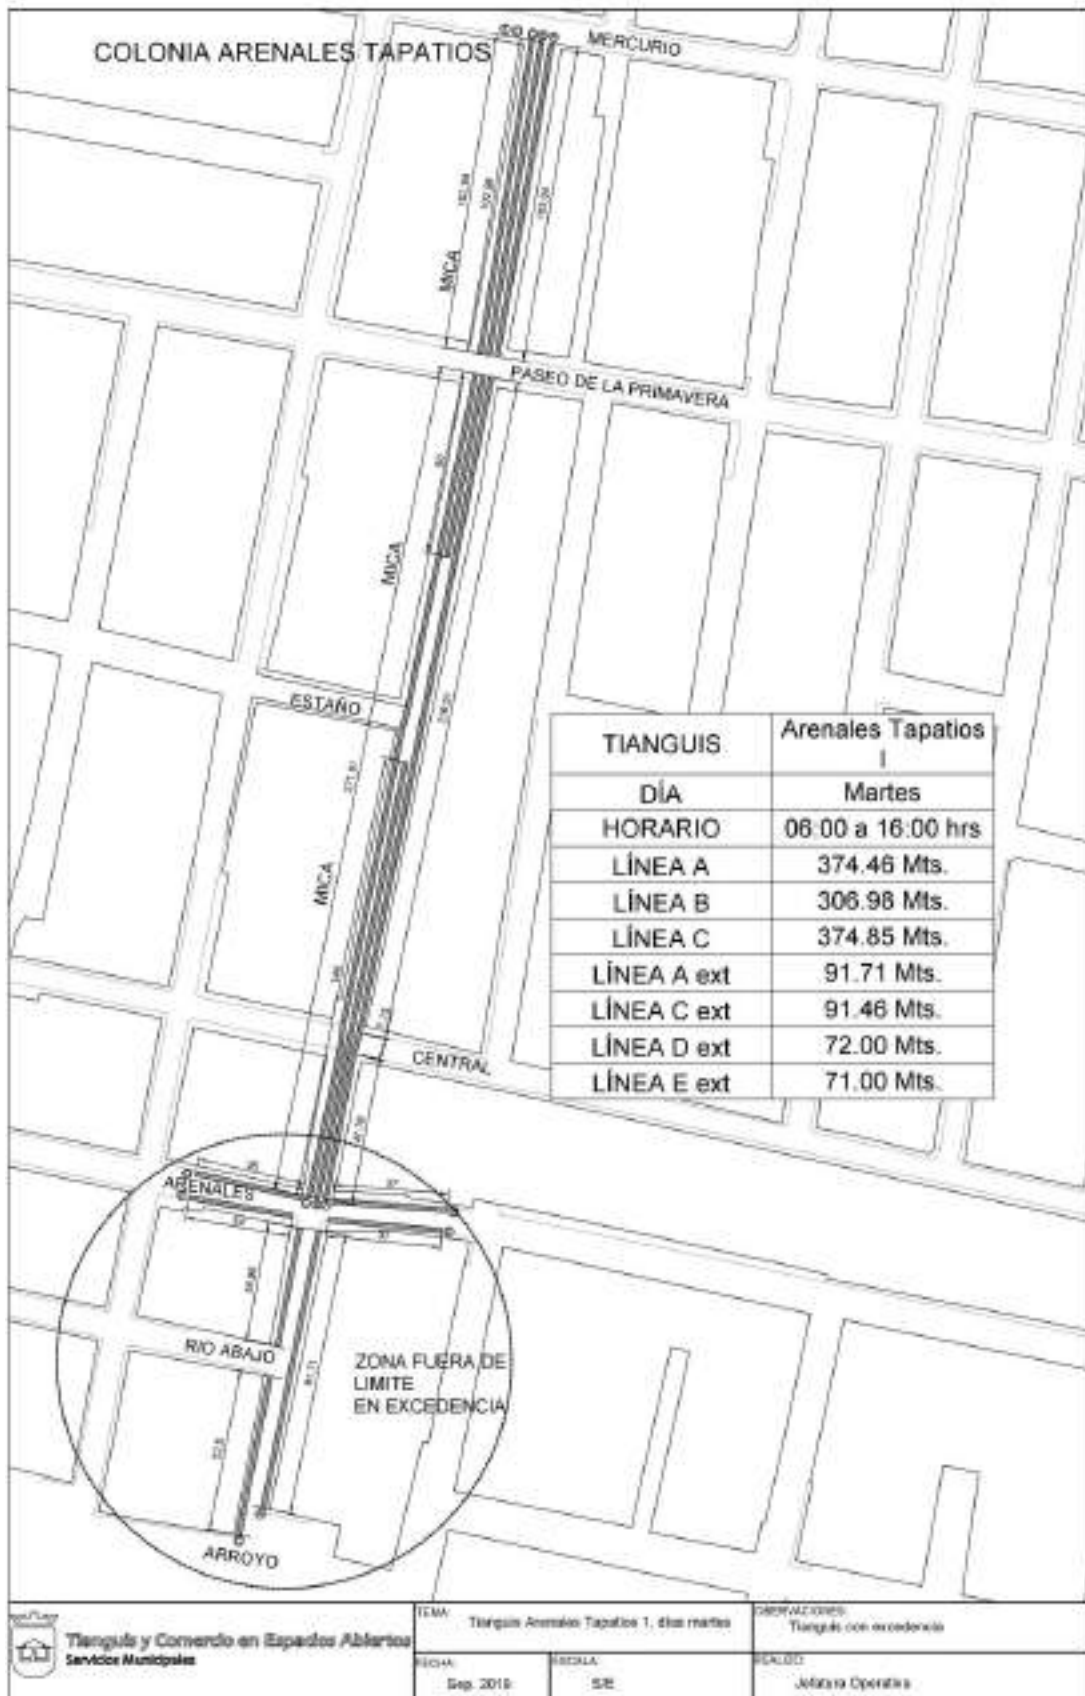 COLONIA ARENALES TAPATIOS
MERCURIO
MICA
PASEO DE LA PRIMAVERA
MICA
ESTAÑO
MICA
CENTRAL
TIANGUIS Arenales Tapatios I
DÍA Martes
HORARIO 06:00 a 16:00 hrs
LÍNEA A 374.46 Mts.
LÍNEA B 306.98 Mts.
LÍNEA C 374.85 Mts.
LÍNEA A ext 91.71 Mts.
LÍNEA C ext 91.46 Mts.
LÍNEA D ext 72.00 Mts.
LÍNEA E ext 71.00 Mts.
ARENALES
RIO ABAJO
ZONA FUERA DE
LIMITE
EN EXCEDENCIA
ARROYO
Tianguis y Comercio en Espacios Abiertos
Servicios Municipales
TEMA:
Tianguis Arenales Tapatios 1, dias martes
OBSERVACIONES:
Tianguis con excedencia
FECHA:
Sep. 2018
ESCALA:
S/E
REALIZO:
Jefatura Operativa